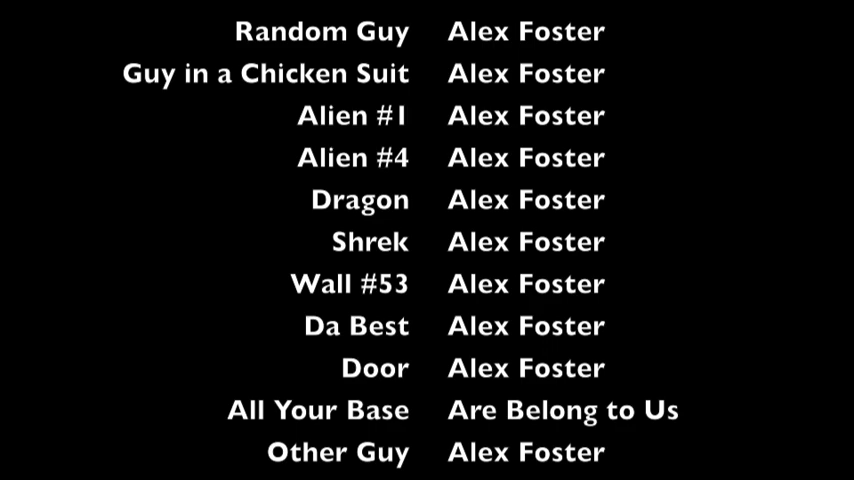 Random Guy Alex Foster
Guy in a Chicken Suit Alex Foster
Alien #1 Alex Foster
Alien #4 Alex Foster
Dragon Alex Foster
Shrek Alex Foster
Wall #53 Alex Foster
Da Best Alex Foster
Door Alex Foster
All Your Base Are Belong to Us
Other Guy Alex Foster